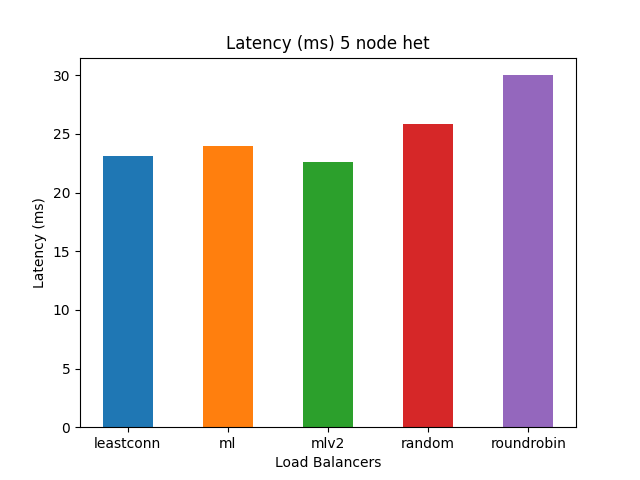 Latency (ms) 5 node het
30
25
20
15
10
5
0
Latency (ms)
leastconn ml mlv2 random roundrobin
Load Balancers